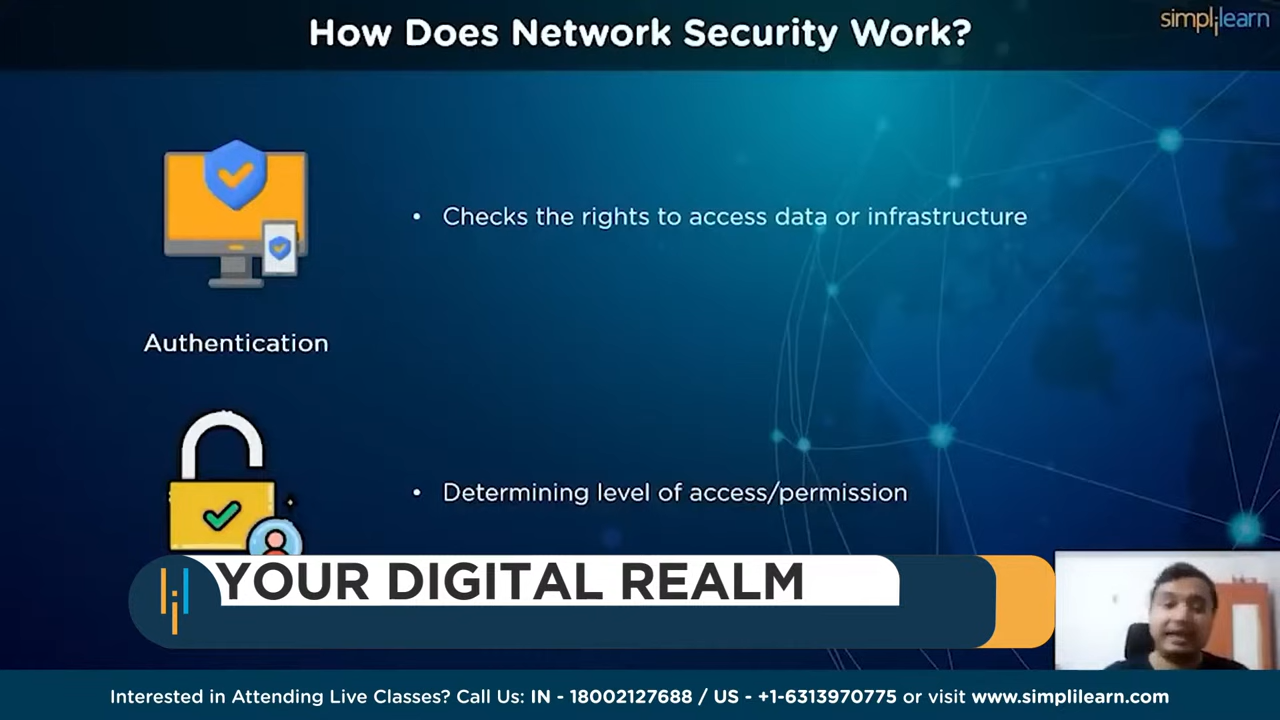 How Does Network Security Work?
simplilearn
• Checks the rights to access data or infrastructure
Authentication
• Determining level of access/permission
YOUR DIGITAL REALM
Interested in Attending Live Classes? Call Us: IN - 18002127688 / US - +1-6313970775 or visit www.simplilearn.com